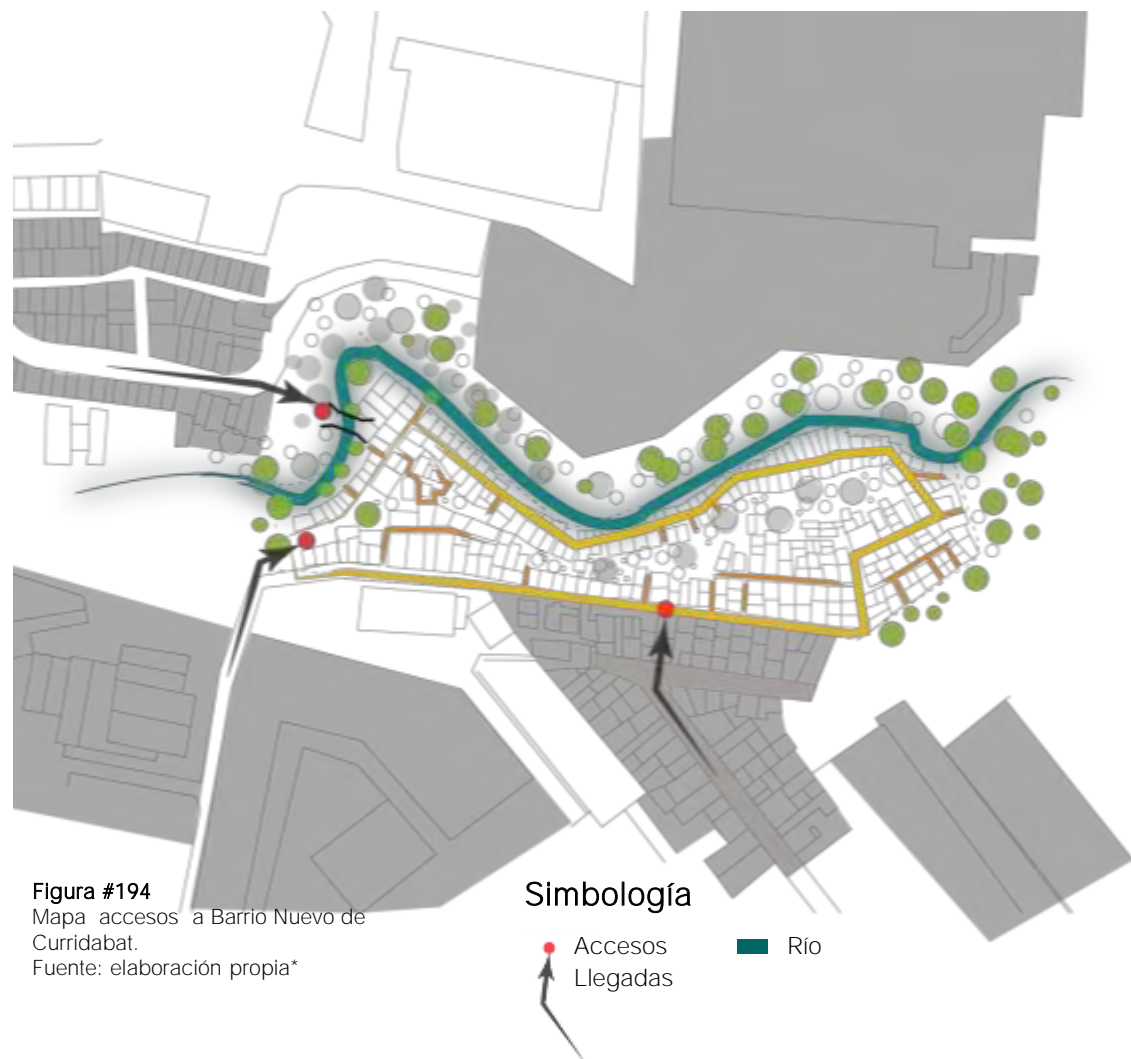 Figura #194
Mapa accesos a Barrio Nuevo de
Curridabat.
Fuente: elaboración propia*
Simbología
Accesos
Llegadas
Río